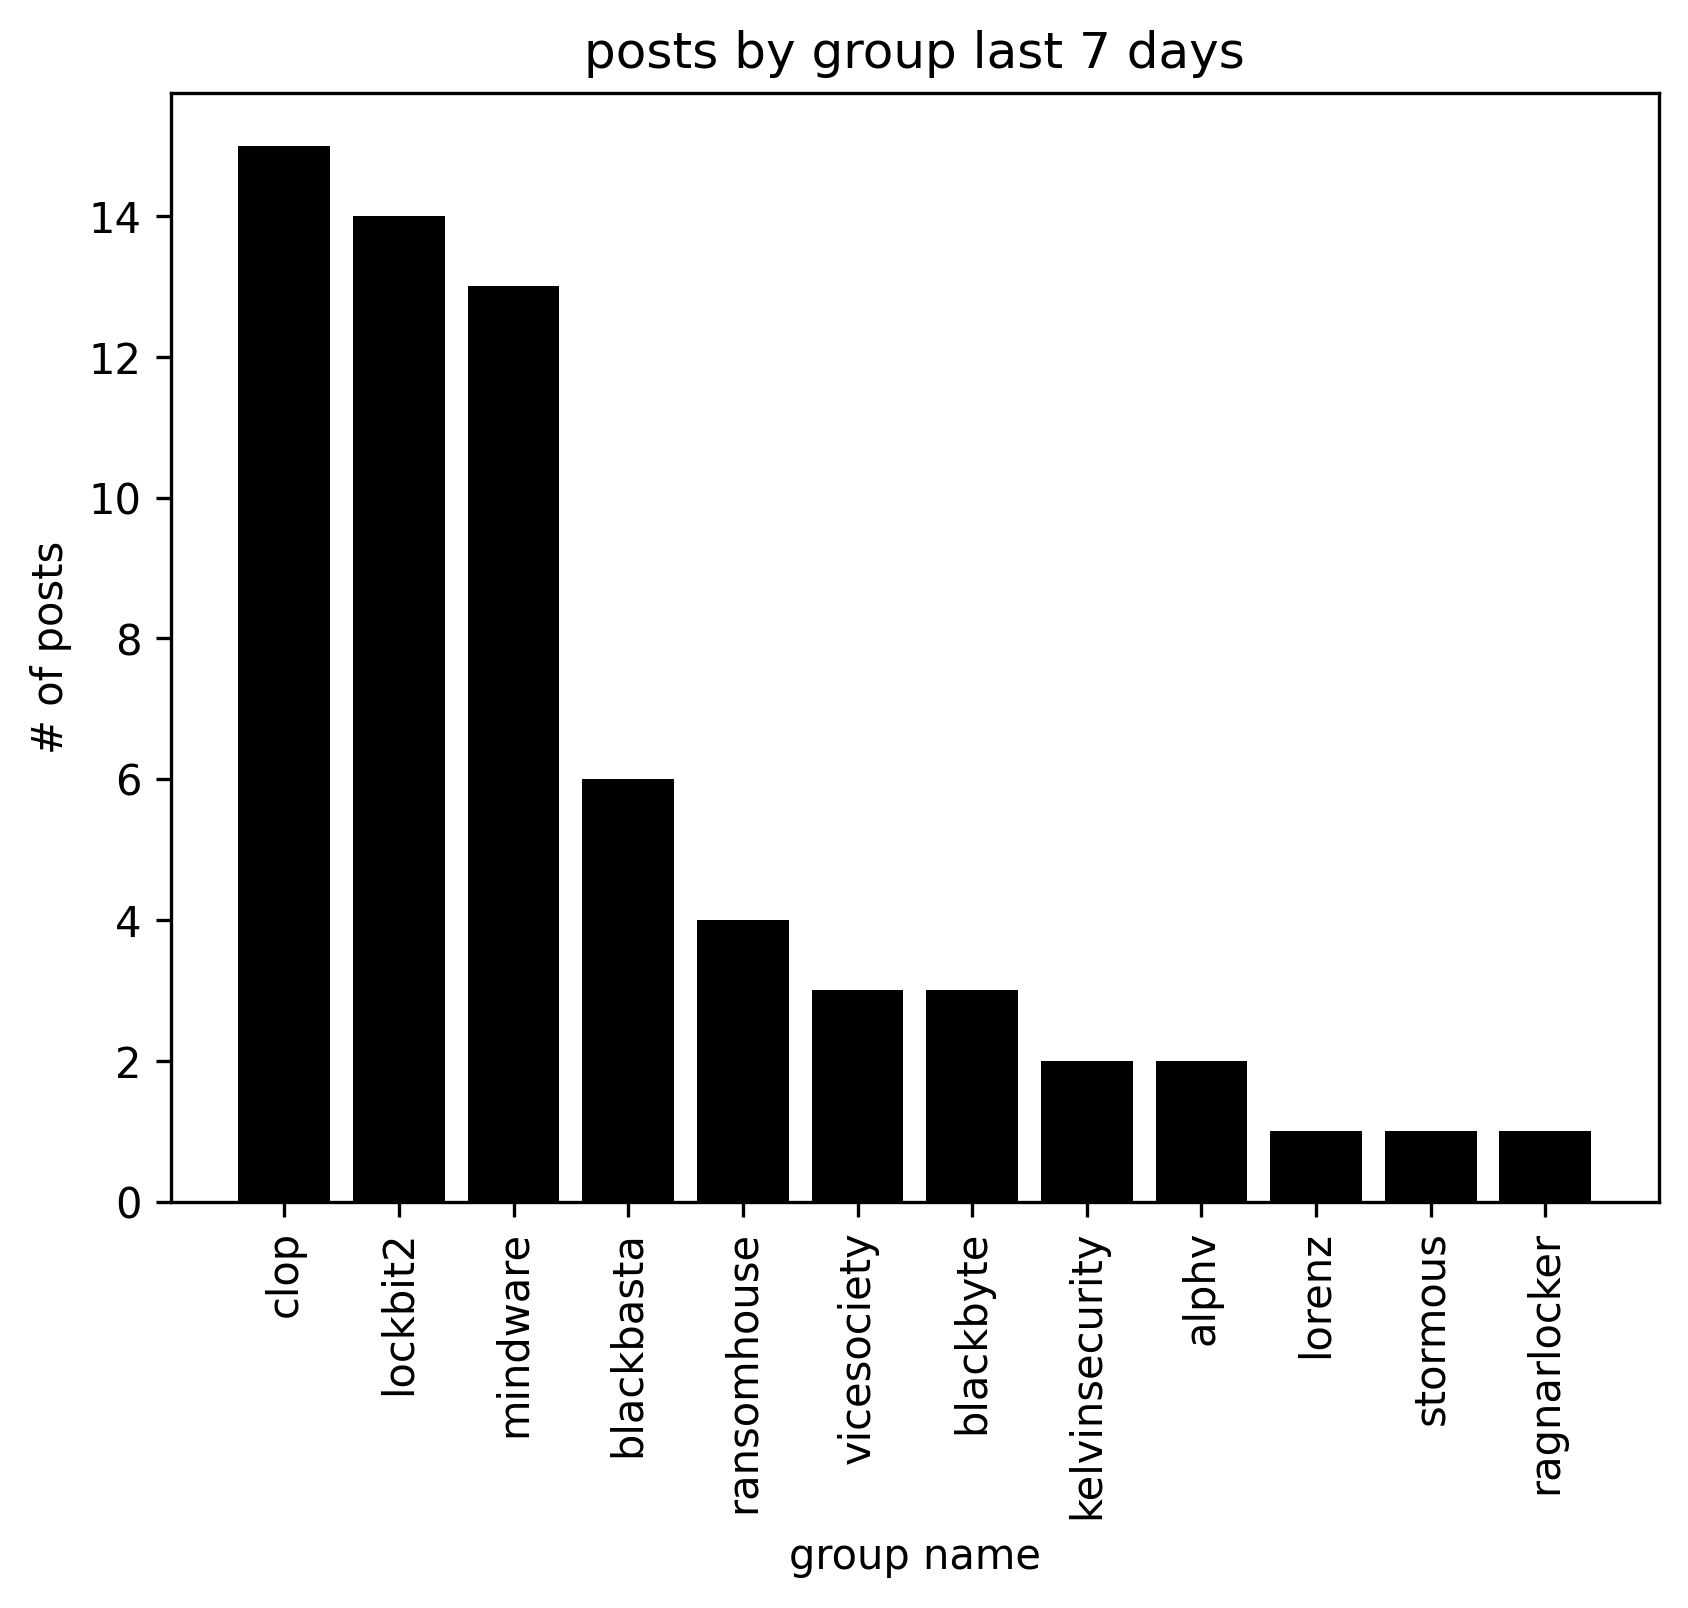 posts by group last 7 days
# of posts
14
12
10
8
6
4
2
0
clop
lockbit2
mindware
blackbasta
ransomhouse
vicesociety
blackbyte
kelvinsecurity
alphv
lorenz
stormous
ragnarlocker
group name